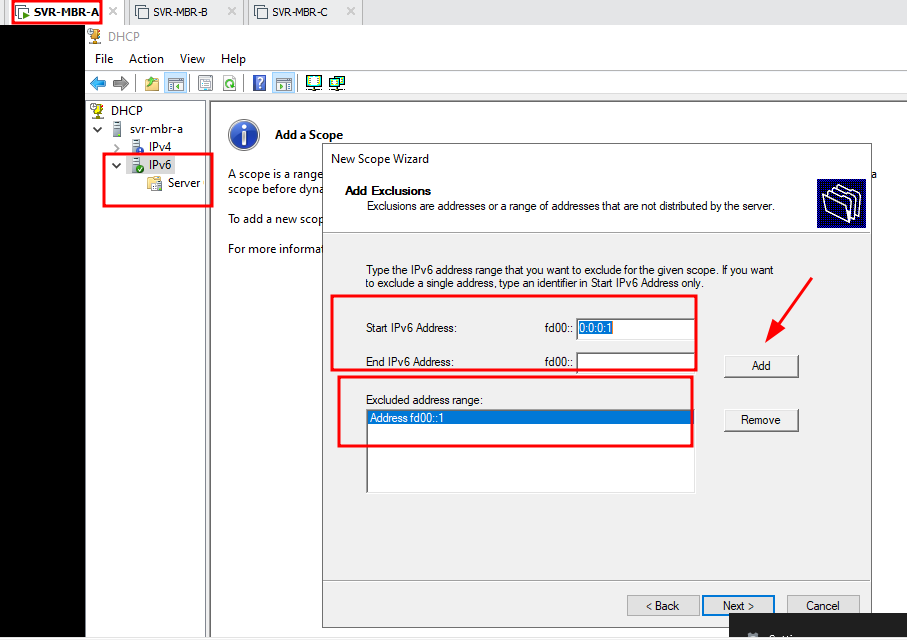 SVR-MBR-A SVR-MBR-B SVR-MBR-C
DHCP
File Action View Help
DHCP
svr-mbr-a
IPv4
IPv6
Server
Add a Scope
A scope is a range
a
scope before dyna
To add a new scop
For more informat
New Scope Wizard
Add Exclusions
Exclusions are addresses or a range of addresses that are not distributed by the server.
Type the IPv6 address range that you want to exclude for the given scope. If you want
to exclude a single address, type an identifier in Start IPv6 Address only.
Start IPv6 Address: fd00:: 0:0:0:1
End IPv6 Address: fd00::
Add
Excluded address range:
Address fd00::1
Remove
< Back Next > Cancel